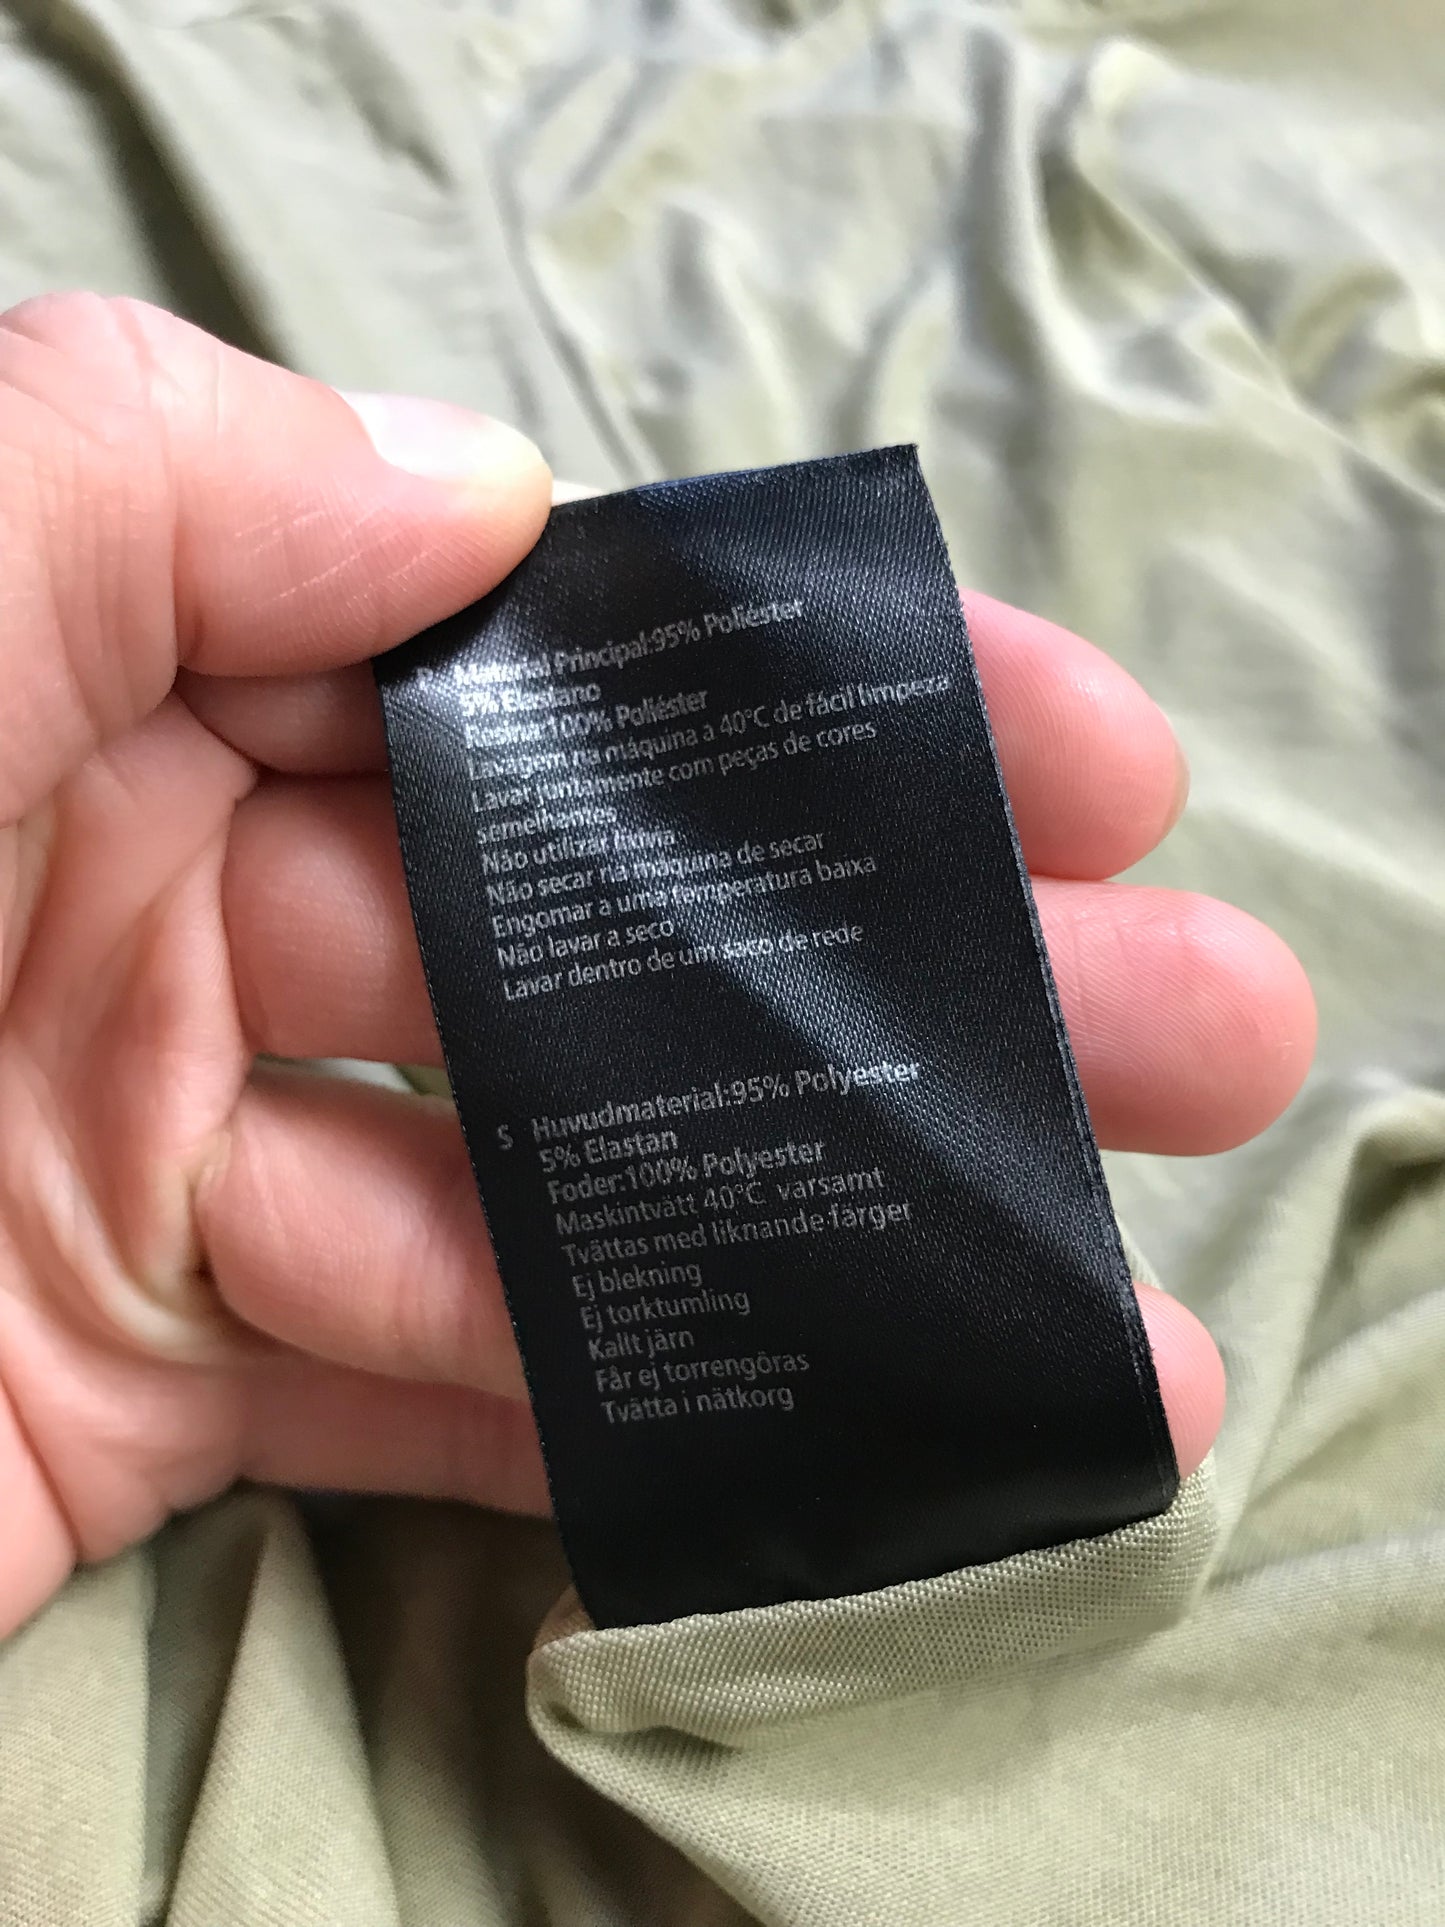 P Material Principal:95% Poliéster
5% Elastano
100% Poliéster
Lavagem na máquina a 40°C de fácil limpeza
Lavar juntamente com peças de cores
semelhantes
Não utilizar lixívia
Não secar na máquina de secar
Engomar a uma temperatura baixa
Não lavar a seco
Lavar dentro de um saco de rede
S Huvudmaterial:95% Polyester
5% Elastan
Foder:100% Polyester
Maskintvätt 40°C varsamt
Tvättas med liknande färger
Ej blekning
Ej torktumling
Kallt järn
Får ej torrengöras
Tvätta i nätkorg